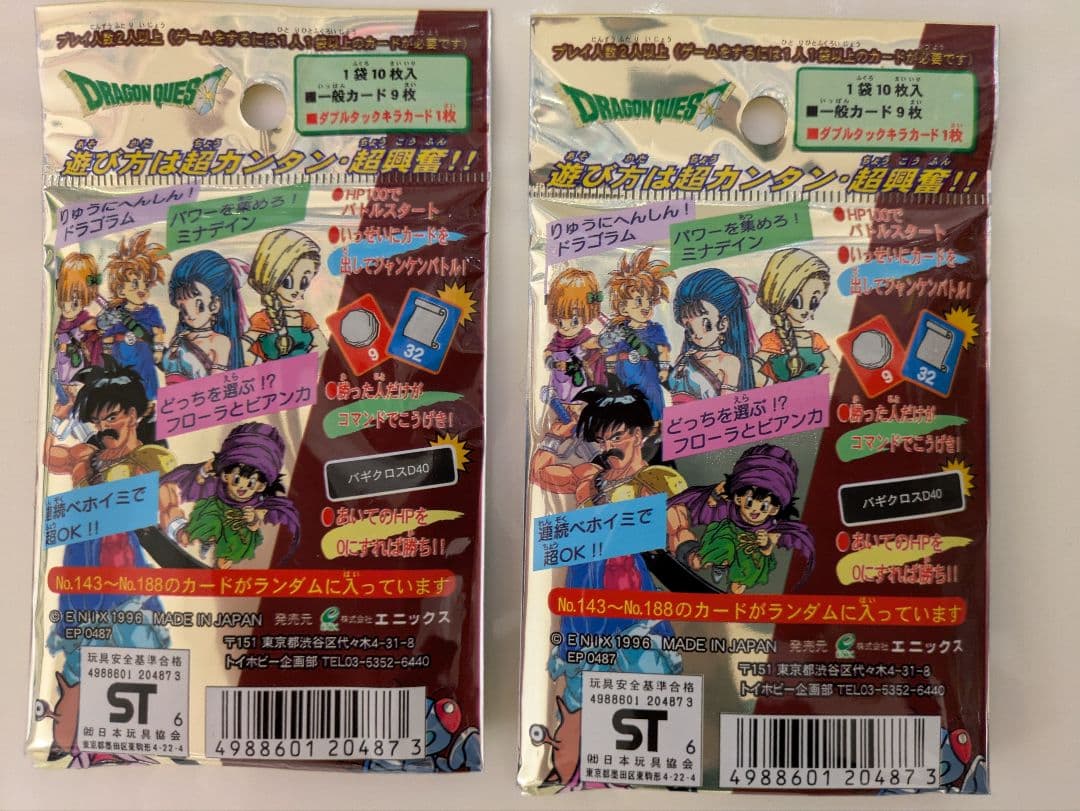 プレイ人数2人以上（ゲームをするには1人1袋以上のカードが必要です）
DRAGON QUEST
1袋10枚入
■一般カード9枚
■ダブルタックキラカード1枚
遊び方は超カンタン・超興奮!!
りゅうにへんしん!
ドラゴラム
パワーを集めろ!
ミナデイン
●HP100で
バトルスタート
●いっせいにカードを
出してジャンケンバトル!
9
32
どっちを選ぶ!?
フローラとビアンカ
●勝った人だけが
コマンドでこうげき!
バギクロスD40
連続ベホイミで
超OK!!
●あいてのHPを
0にすれば勝ち!!
No.143〜No.188のカードがランダムに入っています
© ENIX 1996 MADE IN JAPAN 発売元 株式会社 エニックス
EP 0487
〒151 東京都渋谷区代々木4-31-8
トイホビー企画部 TEL03-5352-6440
玩具安全基準合格
4988601 204873
ST 6
㈳日本玩具協会
東京都墨田区東駒形4-22-4
4988601 204873
プレイ人数2人以上（ゲームをするには1人1袋以上のカードが必要です）
DRAGON QUEST
1袋10枚入
■一般カード9枚
■ダブルタックキラカード1枚
遊び方は超カンタン・超興奮!!
りゅうにへんしん!
ドラゴラム
パワーを集めろ!
ミナデイン
●HP100で
バトルスタート
●いっせいにカードを
出してジャンケンバトル!
9
32
どっちを選ぶ!?
フローラとビアンカ
●勝った人だけが
コマンドでこうげき!
バギクロスD40
連続ベホイミで
超OK!!
●あいてのHPを
0にすれば勝ち!!
No.143〜No.188のカードがランダムに入っています
© ENIX 1996 MADE IN JAPAN 発売元 株式会社 エニックス
EP 0487
〒151 東京都渋谷区代々木4-31-8
トイホビー企画部 TEL03-5352-6440
玩具安全基準合格
4988601 204873
ST 6
㈳日本玩具協会
東京都墨田区東駒形4-22-4
4988601 204873